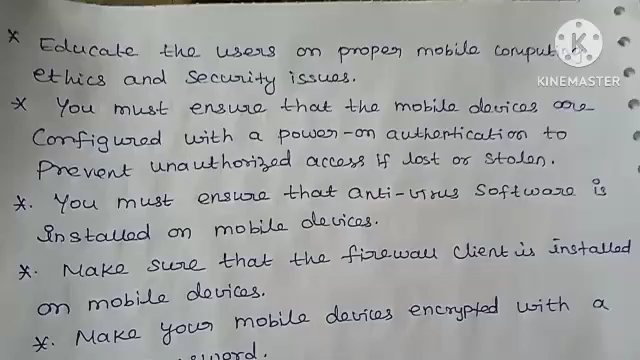 * Educate the users on proper mobile computing
ethics and security issues.
* You must ensure that the mobile devices are
configured with a power-on authentication to
prevent unauthorized access if lost or stolen.
*. You must ensure that anti-virus software is
installed on mobile devices.
*. Make sure that the firewall client is installed
on mobile devices.
*. Make your mobile devices encrypted with a
KINEMASTER